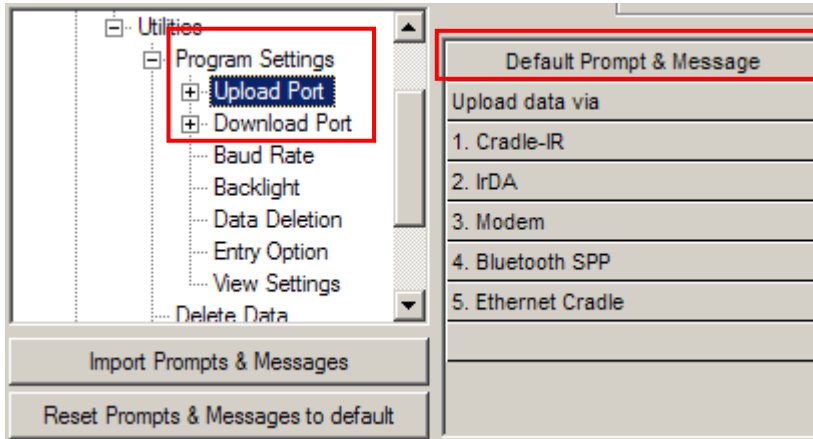 Utilities
Program Settings
Upload Port
Download Port
Baud Rate
Backlight
Data Deletion
Entry Option
View Settings
Delete Data
Import Prompts & Messages
Reset Prompts & Messages to default
Default Prompt & Message
Upload data via
1. Cradle-IR
2. IrDA
3. Modem
4. Bluetooth SPP
5. Ethernet Cradle